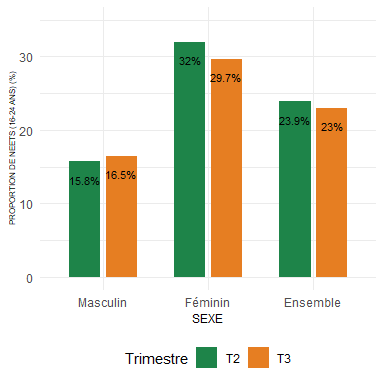 PROPORTION DE NEETS (16-24 ANS) (%)
30
20
10
0
15.8%
16.5%
32%
29.7%
23.9%
23%
Masculin
Féminin
Ensemble
SEXE
Trimestre T2 T3